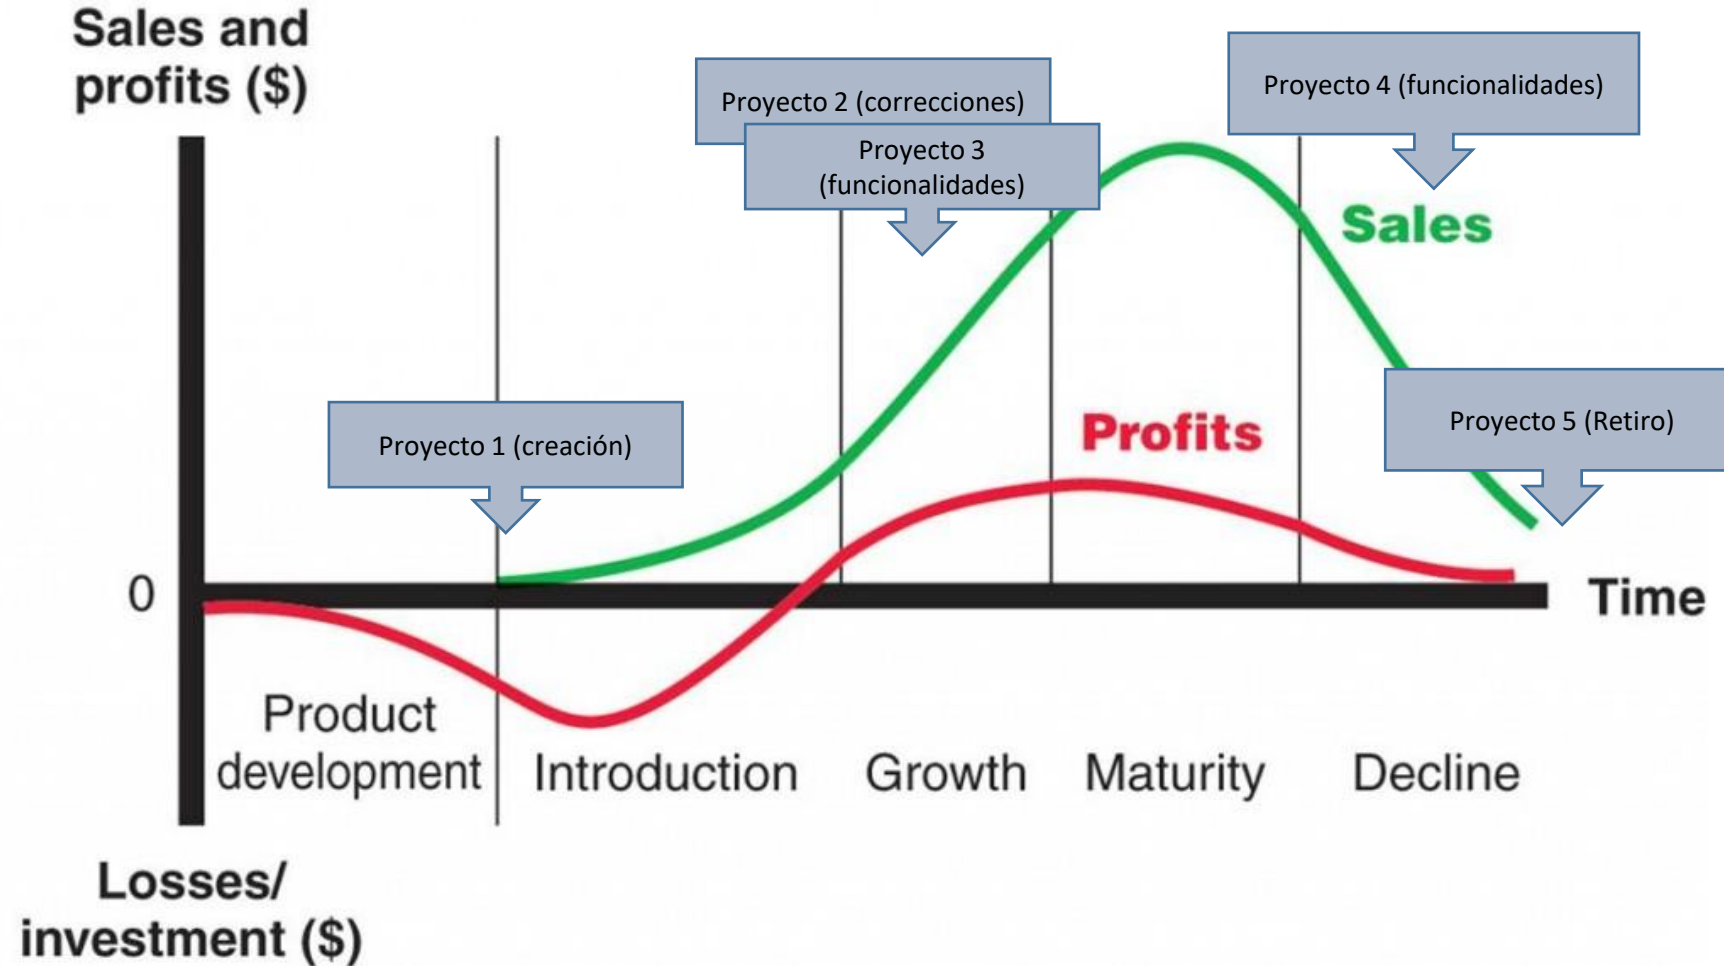 Sales and
profits ($)
Proyecto 2 (correcciones)
Proyecto 3
(funcionalidades)
Proyecto 4 (funcionalidades)
Sales
Proyecto 1 (creación)
Profits
Proyecto 5 (Retiro)
0
Time
Product
development
Introduction
Growth
Maturity
Decline
Losses/
investment ($)